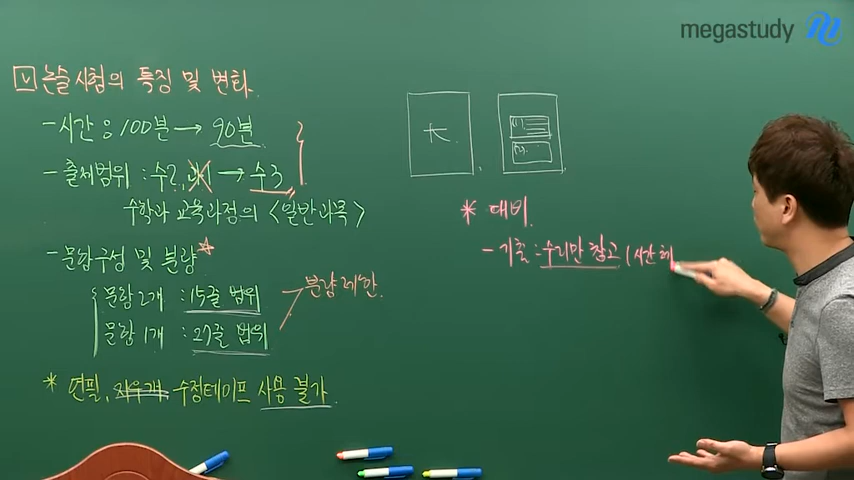 megastudy
V 논술시험의 특징 및 변화.
- 시간 : 100분 → 90분
- 출제범위 : 수2, → 수3
수학과 교육과정의 <일반과목>
- 문항구성 및 분량 ☆
문항 2개 : 15줄 범위
문항 1개 : 27줄 범위
분량제한.
* 연필, 지우개, 수정테이프 사용 불가.
(1)
(2).
* 대비.
- 기출 : 수리만 참고 ( 시간 체